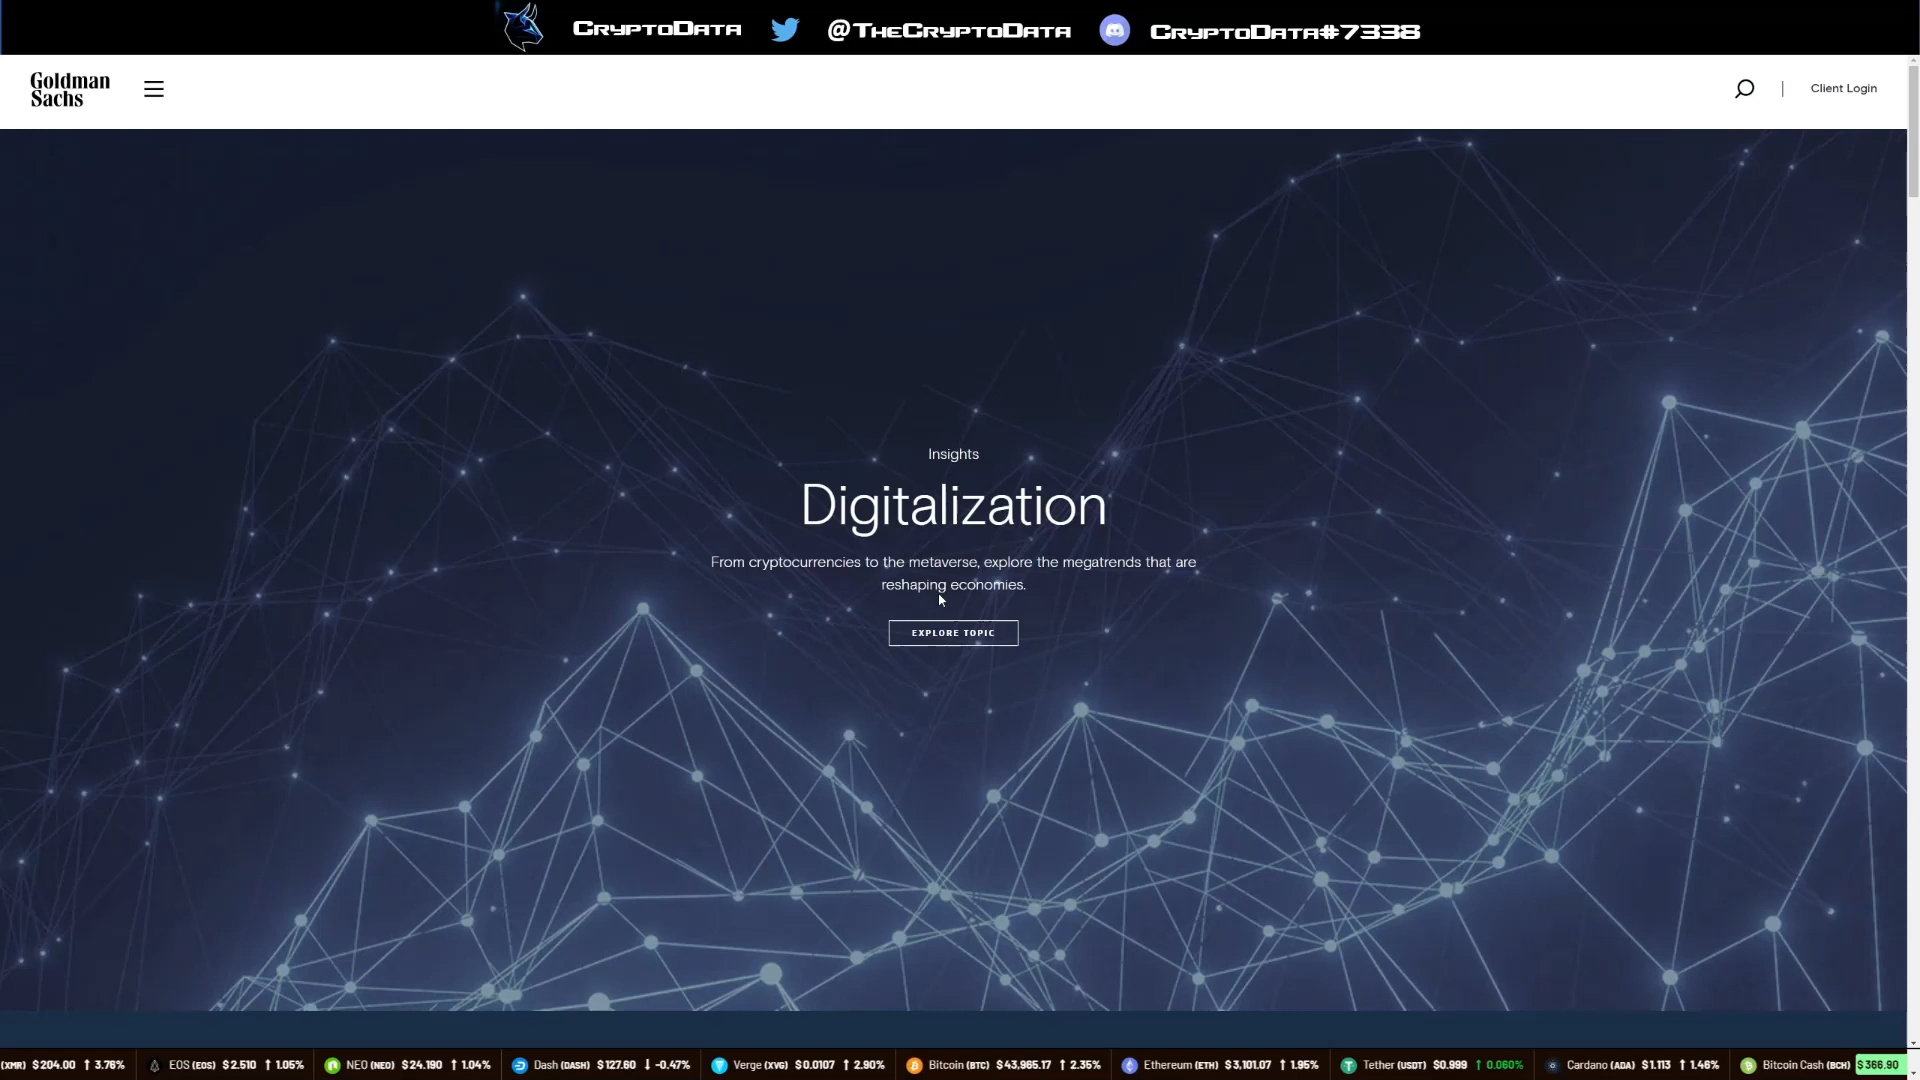 CryptoData @TheCryptoData CryptoData#7338
Goldman
Sachs
Client Login
Insights
Digitalization
From cryptocurrencies to the metaverse, explore the megatrends that are
reshaping economies.
EXPLORE TOPIC
(XMR) $204.00 ↑ 3.76% EOS (EOS) $2.510 ↑ 1.05% NEO (NEO) $24.190 ↑ 1.04% Dash (DASH) $127.60 ↓ -0.47% Verge (XVG) $0.0107 ↑ 2.90% Bitcoin (BTC) $43,965.17 ↑ 2.35% Ethereum (ETH) $3,101.07 ↑ 1.95% Tether (USDT) $0.999 ↑ 0.060% Cardano (ADA) $1.113 ↑ 1.46% Bitcoin Cash (BCH) $366.90